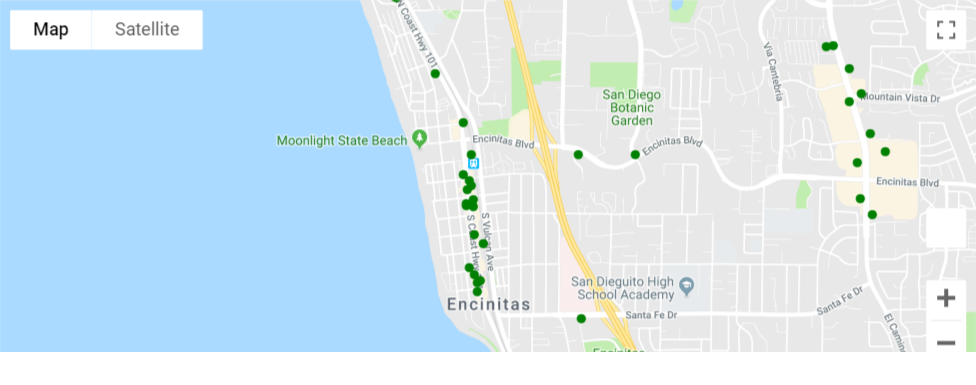 Map
Satellite
N Coast Hwy 101
Via Cantebria
San Diego
Botanic
Garden
Mountain Vista Dr
Moonlight State Beach
Encinitas Blvd
Encinitas Blvd
Encinitas Blvd
S Coast Hwy
S Vulcan Ave
San Dieguito High
School Academy
Encinitas
Santa Fe Dr
Santa Fe Dr
El Camino
Encinitas